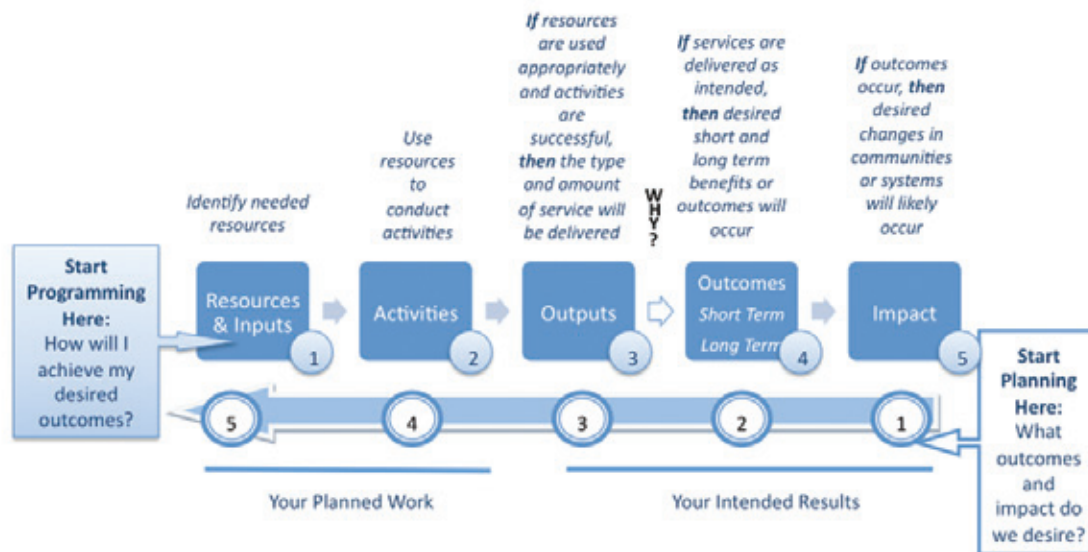 Identify needed
resources
Use
resources
to
conduct
activities
If resources
are used
appropriately
and activities
are
successful,
then the type
and amount
of service will
be delivered
WHY?
If services are
delivered as
intended,
then desired
short and
long term
benefits or
outcomes will
occur
If outcomes
occur, then
desired
changes in
communities
or systems
will likely
occur
Start
Programming
Here:
How will I
achieve my
desired
outcomes?
Resources
& Inputs
1
Activities
2
Outputs
3
Outcomes
Short Term
Long Term
4
Impact
5
5
4
3
2
1
Start
Planning
Here:
What
outcomes
and
impact do
we desire?
Your Planned Work
Your Intended Results